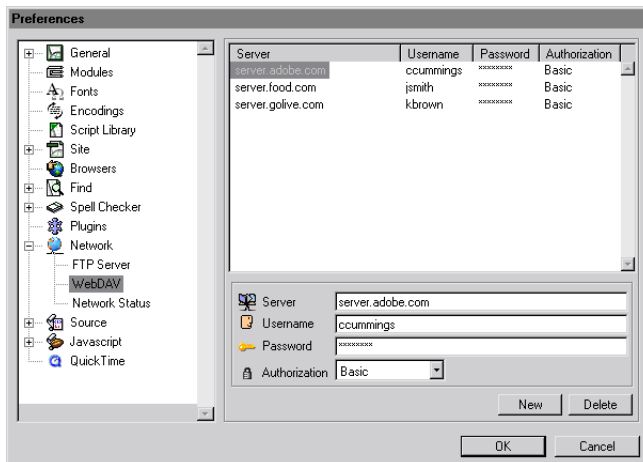 Preferences
General
Modules
Fonts
Encodings
Script Library
Site
Browsers
Find
Spell Checker
Plugins
Network
FTP Server
WebDAV
Network Status
Source
Javascript
QuickTime
Server Username Password Authorization
server.adobe.com ccummings ******** Basic
server.food.com jsmith ******** Basic
server.golive.com kbrown ******** Basic
Server server.adobe.com
Username ccummings
Password ********
Authorization Basic
New Delete
OK Cancel